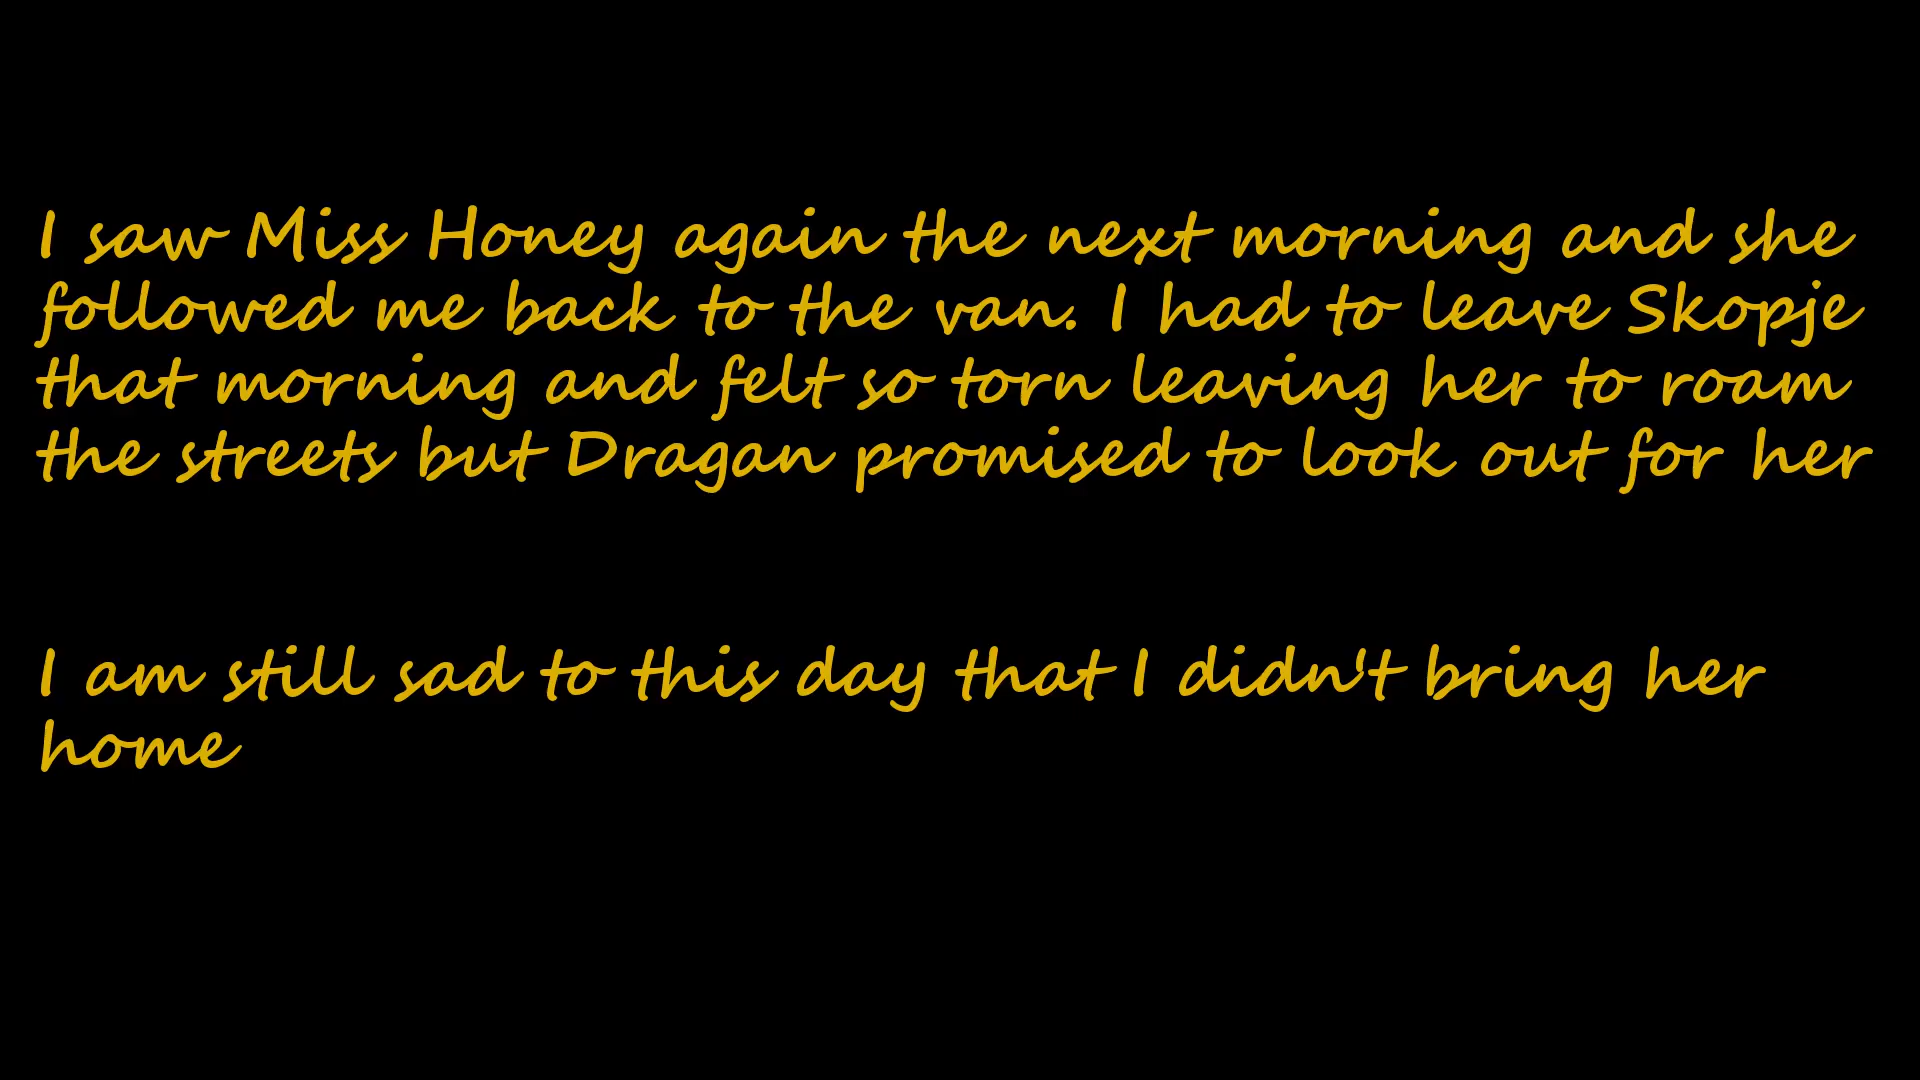 I saw Miss Honey again the next morning and she
followed me back to the van. I had to leave Skopje
that morning and felt so torn leaving her to roam
the streets but Dragan promised to look out for her
I am still sad to this day that I didn't bring her
home